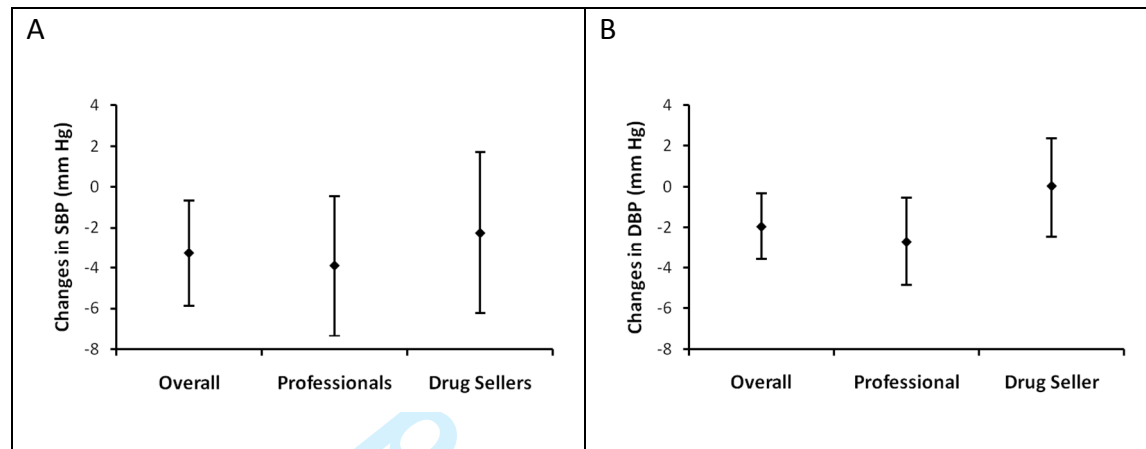 A
Changes in SBP (mm Hg)
4
2
0
-2
-4
-6
-8
Overall
Professionals
Drug Sellers
B
Changes in DBP (mm Hg)
4
2
0
-2
-4
-6
-8
Overall
Professional
Drug Seller